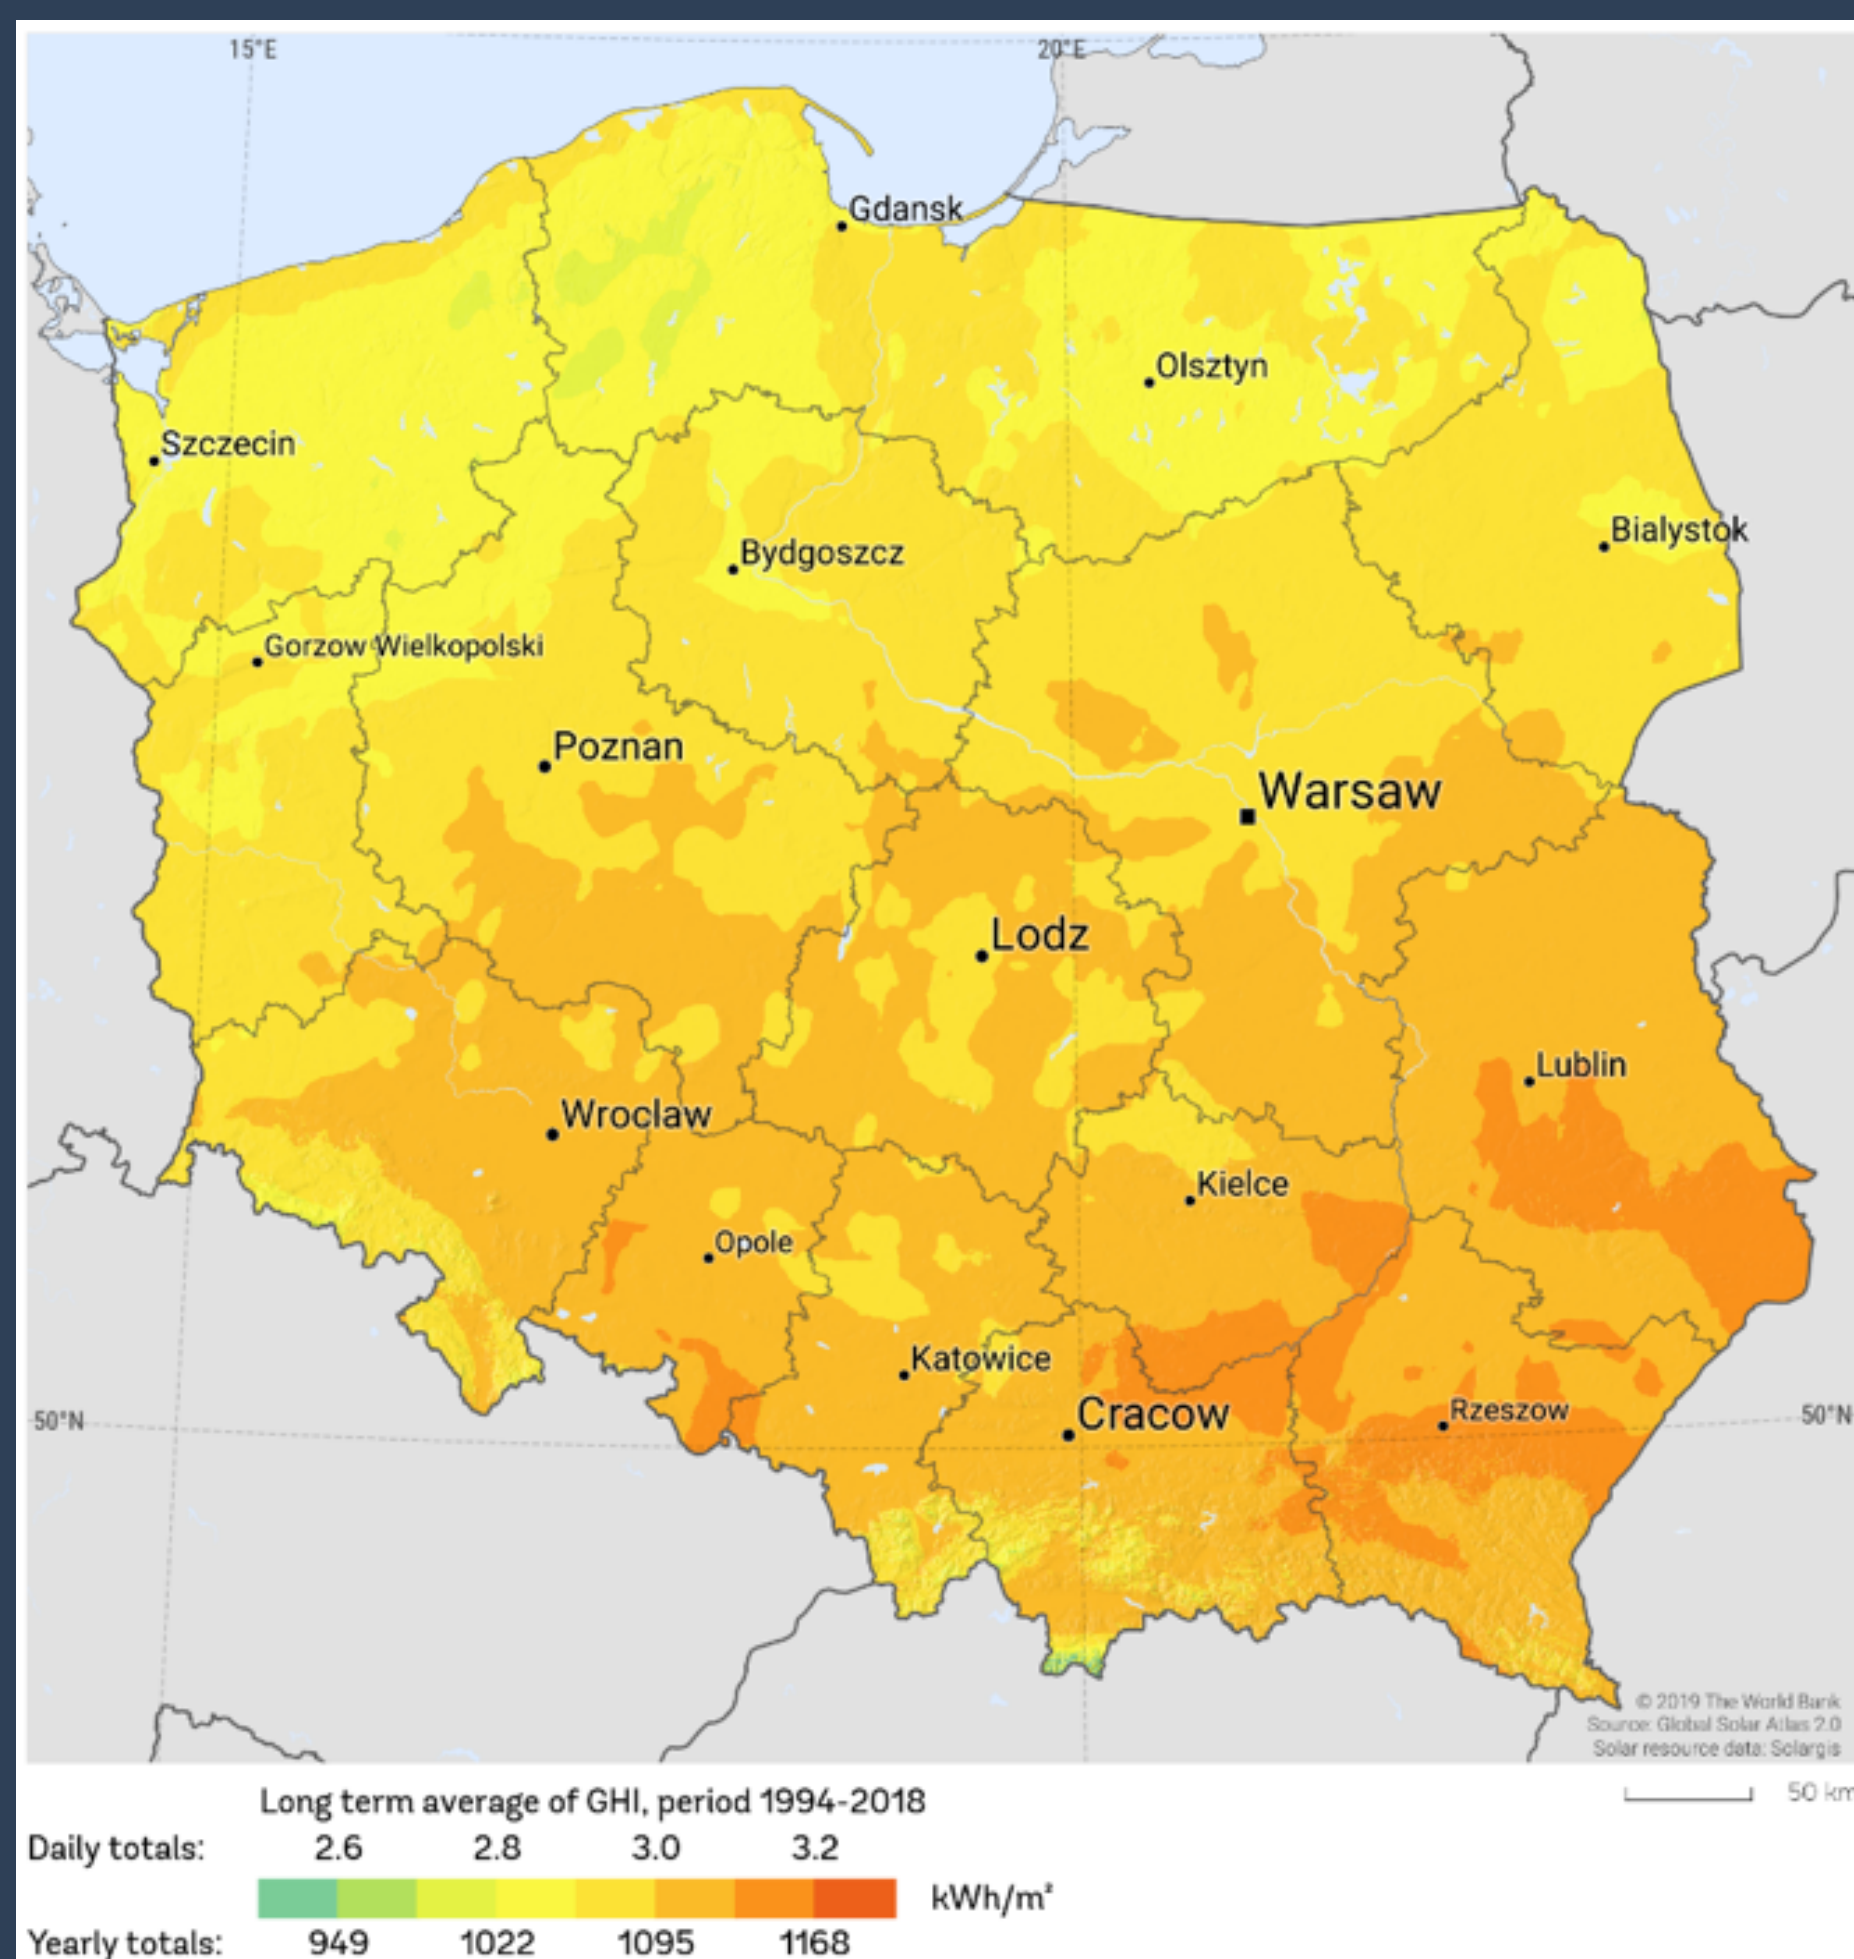 15°E
20°E
Gdansk
Olsztyn
Szczecin
Bialystok
Bydgoszcz
Gorzow Wielkopolski
Poznan
Warsaw
Lodz
Lublin
Wroclaw
Kielce
Opole
Katowice
Cracow
Rzeszow
50°N
50°N
© 2019 The World Bank
Source: Global Solar Atlas 2.0
Solar resource data: Solargis
50 km
Long term average of GHI, period 1994-2018
Daily totals: 2.6 2.8 3.0 3.2
kWh/m²
Yearly totals: 949 1022 1095 1168